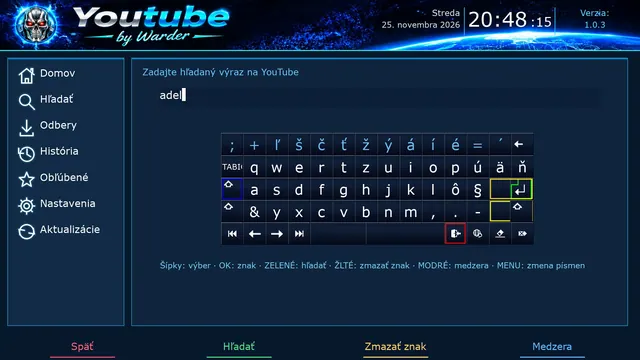 Youtube
by Warder
Streda
25. novembra 2026
20:48:15
Verzia:
1.0.3
Domov
Hľadať
Odbery
História
Obľúbené
Nastavenia
Aktualizácie
Zadajte hľadaný výraz na YouTube
adel
; + ľ š č ť ž ý á í é = ´
q w e r t z u i o p ú ä ň
a s d f g h j k l ô §
& y x c v b n m , . -
Šípky: výber · OK: znak · ZELENÉ: hľadať · ŽLTÉ: zmazať znak · MODRÉ: medzera · MENU: zmena písmen
Späť
Hľadať
Zmazať znak
Medzera